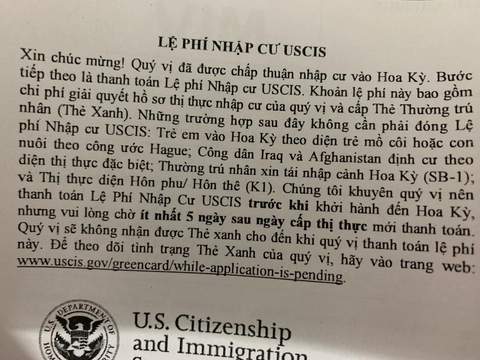 LỆ PHÍ NHẬP CƯ USCIS
Xin chúc mừng! Quý vị đã được chấp thuận nhập cư vào Hoa Kỳ. Bước
tiếp theo là thanh toán Lệ phí Nhập cư USCIS. Khoản lệ phí này bao gồm
chi phí giải quyết hồ sơ thị thực nhập cư của quý vị và cấp Thẻ Thường trú
nhân (Thẻ Xanh). Những trường hợp sau đây không cần phải đóng Lệ
phí Nhập cư USCIS: Trẻ em vào Hoa Kỳ theo diện trẻ mồ côi hoặc con
nuôi theo công ước Hague; Công dân Iraq và Afghanistan định cư theo
diện thị thực đặc biệt; Thường trú nhân xin tái nhập cảnh Hoa Kỳ (SB-1);
và Thị thực diện Hôn phu/ Hôn thê (K1). Chúng tôi khuyên quý vị nên
thanh toán Lệ Phí Nhập Cư USCIS trước khi khởi hành đến Hoa Kỳ,
nhưng vui lòng chờ ít nhất 5 ngày sau ngày cấp thị thực mới thanh toán.
Quý vị sẽ không nhận được Thẻ xanh cho đến khi quý vị thanh toán lệ phí
này. Để theo dõi tình trạng Thẻ Xanh của quý vị, hãy vào trang web:
www.uscis.gov/greencard/while-application-is-pending.
U.S. DEPARTMENT OF
U.S. Citizenship
and Immigration